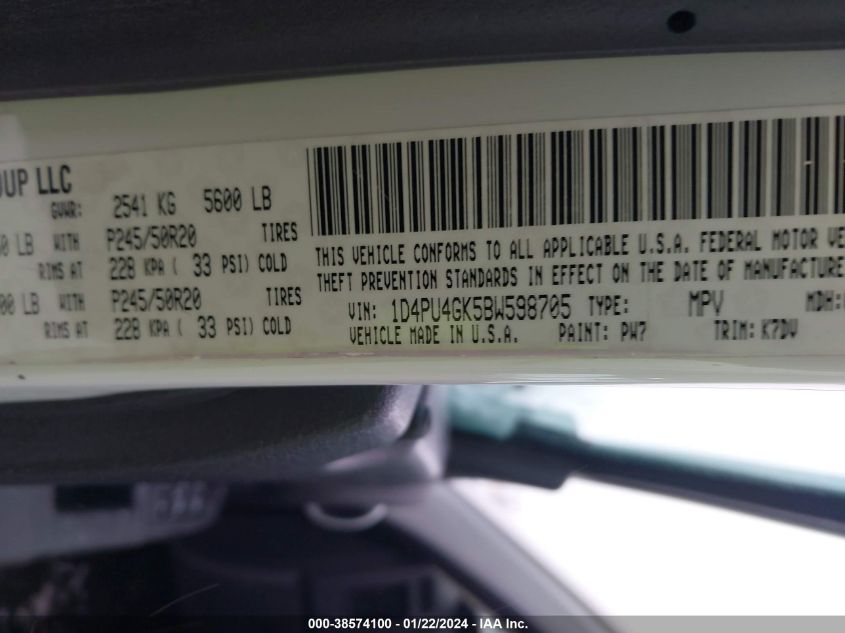 OUP LLC
GVWR: 2541 KG 5600 LB
LB WITH P245/50R20 TIRES
RIMS AT 228 KPA ( 33 PSI) COLD
00 LB WITH P245/50R20 TIRES
RIMS AT 228 KPA ( 33 PSI) COLD
THIS VEHICLE CONFORMS TO ALL APPLICABLE U.S.A. FEDERAL MOTOR VE
THEFT PREVENTION STANDARDS IN EFFECT ON THE DATE OF MANUFACTURE
VIN: 1D4PU4GK5BW598705 TYPE: MPV MDH:
VEHICLE MADE IN U.S.A. PAINT: PW7 TRIM: K7DV
000-38574100 - 01/22/2024 - IAA Inc.